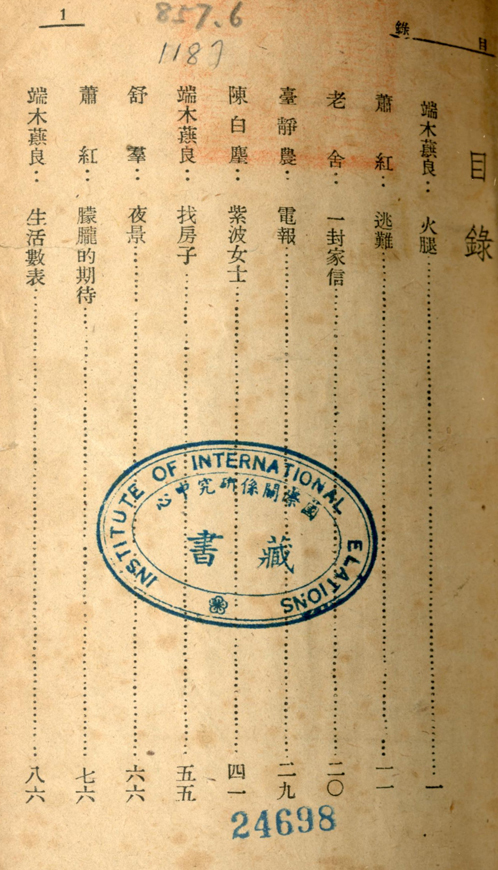 目錄
1
857.6
1187
目錄
端木蕻良：火腿……一
蕭紅：逃難……一一
老舍：一封家信……二〇
臺靜農：電報……二九
陳白塵：紫波女士……四一
端木蕻良：找房子……五五
舒羣：夜景……六六
蕭紅：朦朧的期待……七六
端木蕻良：生活數表……八六
INSTITUTE OF INTERNATIONAL ELATIONS
國際關係研究中心
藏書
24698